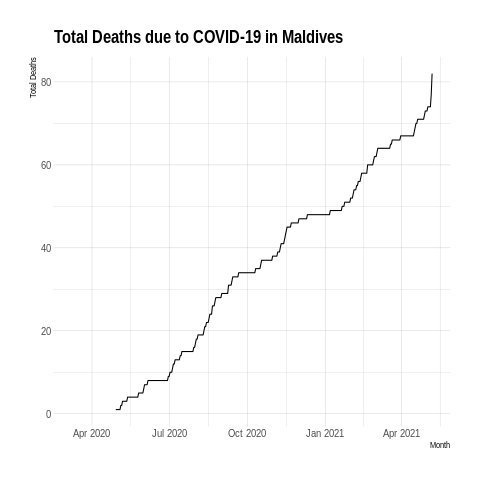 Total Deaths due to COVID-19 in Maldives
Total Deaths
80
60
40
20
0
Apr 2020 Jul 2020 Oct 2020 Jan 2021 Apr 2021
Month